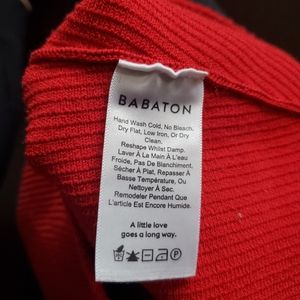 BABATON
Hand Wash Cold, No Bleach.
Dry Flat, Low Iron, Or Dry
Clean.
Reshape Whilst Damp.
Laver À La Main À L'eau
Froide, Pas De Blanchiment.
Sécher À Plat, Repasser À
Basse Température, Ou
Nettoyer À Sec.
Remodeler Pendant Que
L'article Est Encore Humide.
A little love
goes a long way.
P